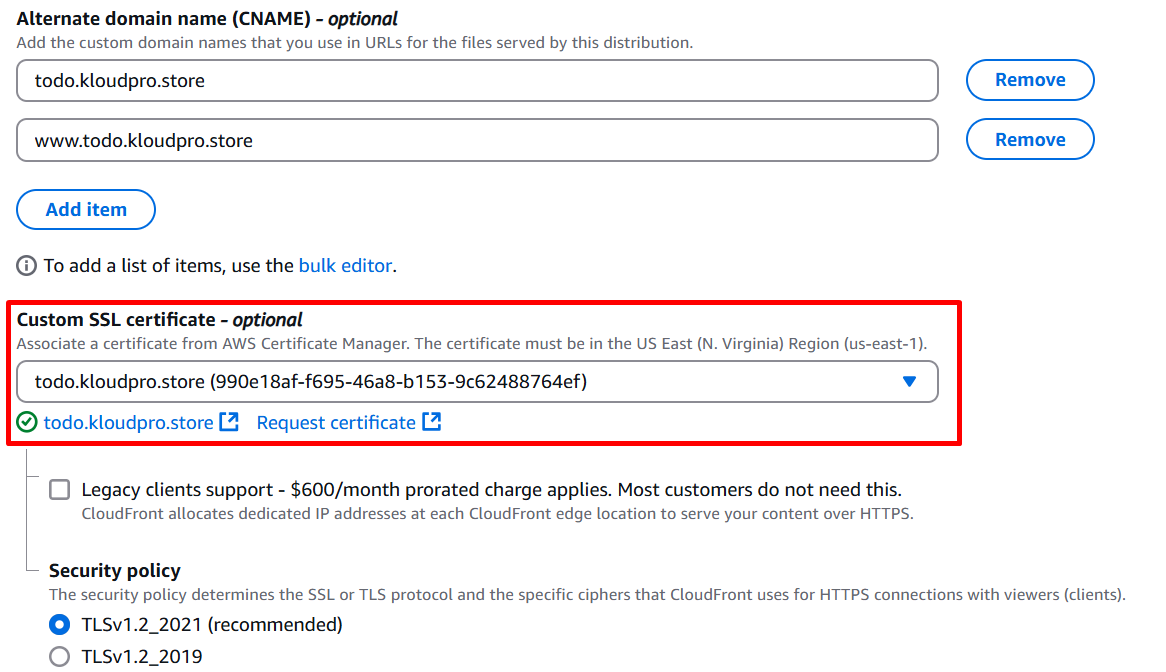 Alternate domain name (CNAME) - optional
Add the custom domain names that you use in URLs for the files served by this distribution.
todo.kloudpro.store
Remove
www.todo.kloudpro.store
Remove
Add item
To add a list of items, use the bulk editor.
Custom SSL certificate - optional
Associate a certificate from AWS Certificate Manager. The certificate must be in the US East (N. Virginia) Region (us-east-1).
todo.kloudpro.store (990e18af-f695-46a8-b153-9c62488764ef)
todo.kloudpro.store Request certificate
Legacy clients support - $600/month prorated charge applies. Most customers do not need this.
CloudFront allocates dedicated IP addresses at each CloudFront edge location to serve your content over HTTPS.
Security policy
The security policy determines the SSL or TLS protocol and the specific ciphers that CloudFront uses for HTTPS connections with viewers (clients).
TLSv1.2_2021 (recommended)
TLSv1.2_2019